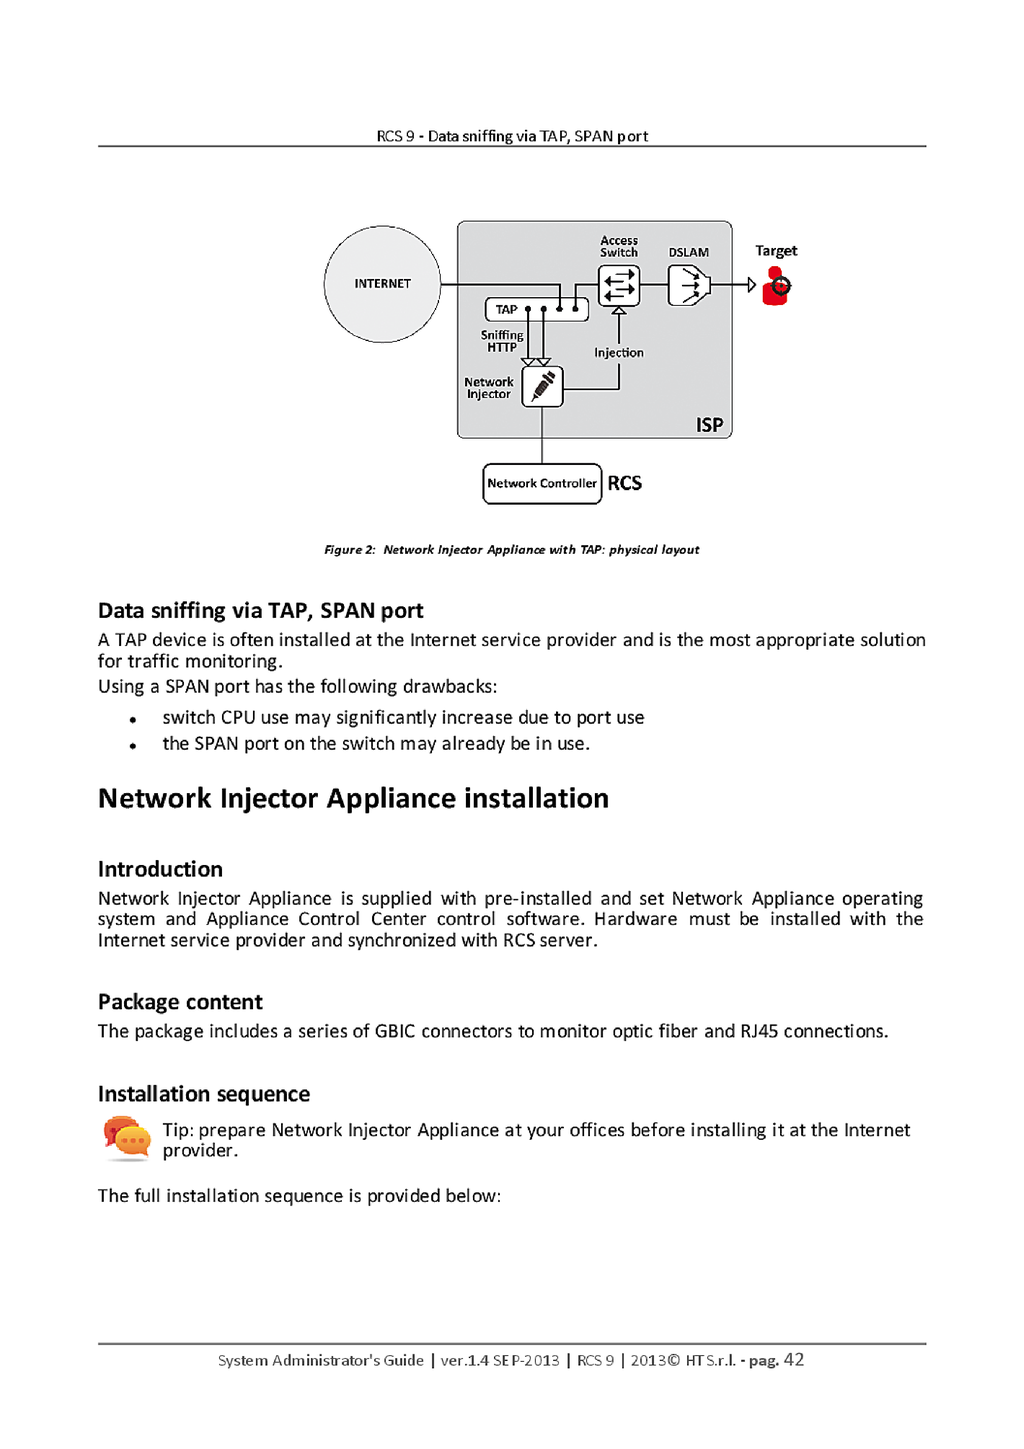 RCS 9 - Data sniffing via TAP, SPAN port
Access
Switch
DSLAM
Target
INTERNET
TAP
Sniffing
HTTP
Injection
Network
Injector
ISP
Network Controller
RCS
Figure 2: Network Injector Appliance with TAP: physical layout
Data sniffing via TAP, SPAN port
A TAP device is often installed at the Internet service provider and is the most appropriate solution
for traffic monitoring.
Using a SPAN port has the following drawbacks:
• switch CPU use may significantly increase due to port use
• the SPAN port on the switch may already be in use.
Network Injector Appliance installation
Introduction
Network Injector Appliance is supplied with pre-installed and set Network Appliance operating
system and Appliance Control Center control software. Hardware must be installed with the
Internet service provider and synchronized with RCS server.
Package content
The package includes a series of GBIC connectors to monitor optic fiber and RJ45 connections.
Installation sequence
Tip: prepare Network Injector Appliance at your offices before installing it at the Internet
provider.
The full installation sequence is provided below:
System Administrator's Guide | ver.1.4 SEP-2013 | RCS 9 | 2013© HT S.r.l. - pag. 42